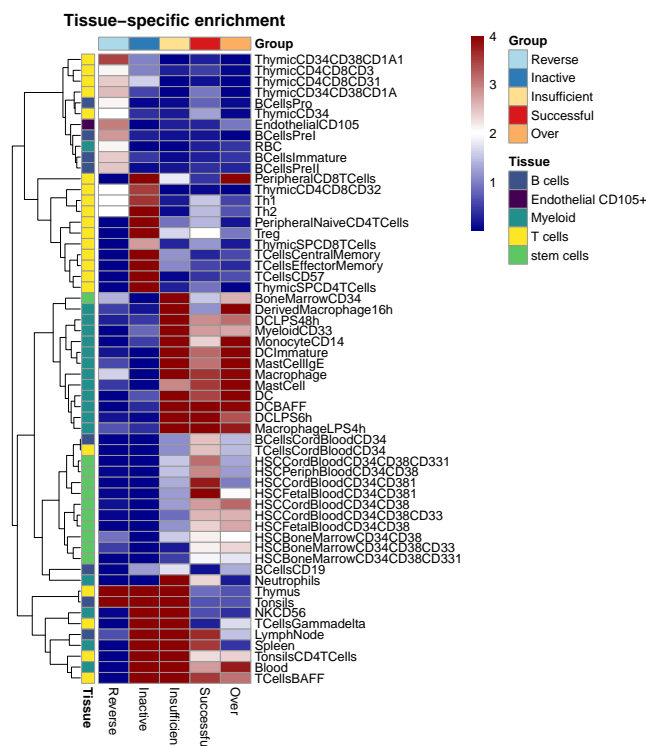 Tissue-specific enrichment
Group
ThymicCD34CD38CD1A1
ThymicCD4CD8CD3
ThymicCD4CD8CD31
ThymicCD34CD38CD1A
BCellsPro
ThymicCD34
EndothelialCD105
BCellsPreI
RBC
BCellsImmature
BCellsPreII
PeripheralCD8TCells
ThymicCD4CD8CD32
Th1
Th2
PeripheralNaiveCD4TCells
Treg
ThymicSPCD8TCells
TCellsCentralMemory
TCellsEffectorMemory
TCellsCD57
ThymicSPCD4TCells
BoneMarrowCD34
DerivedMacrophage16h
DCLPS48h
MyeloidCD33
MonocyteCD14
DCImmature
MastCellIgE
Macrophage
MastCell
DC
DCBAFF
DCLPS6h
MacrophageLPS4h
BCellsCordBloodCD34
TCellsCordBloodCD34
HSCCordBloodCD34CD38CD331
HSCPeriphBloodCD34CD38
HSCCordBloodCD34CD381
HSCFetalBloodCD34CD381
HSCCordBloodCD34CD38
HSCCordBloodCD34CD38CD33
HSCFetalBloodCD34CD38
HSCBoneMarrowCD34CD38
HSCBoneMarrowCD34CD38CD33
HSCBoneMarrowCD34CD38CD331
BCellsCD19
Neutrophils
Thymus
Tonsils
NKCD56
TCellsGammadelta
LymphNode
Spleen
TonsilsCD4TCells
Blood
TCellsBAFF
Tissue
Reverse
Inactive
Insufficien
Successful
Over
4
3
2
1
Group
Reverse
Inactive
Insufficient
Successful
Over
Tissue
B cells
Endothelial CD105+
Myeloid
T cells
stem cells